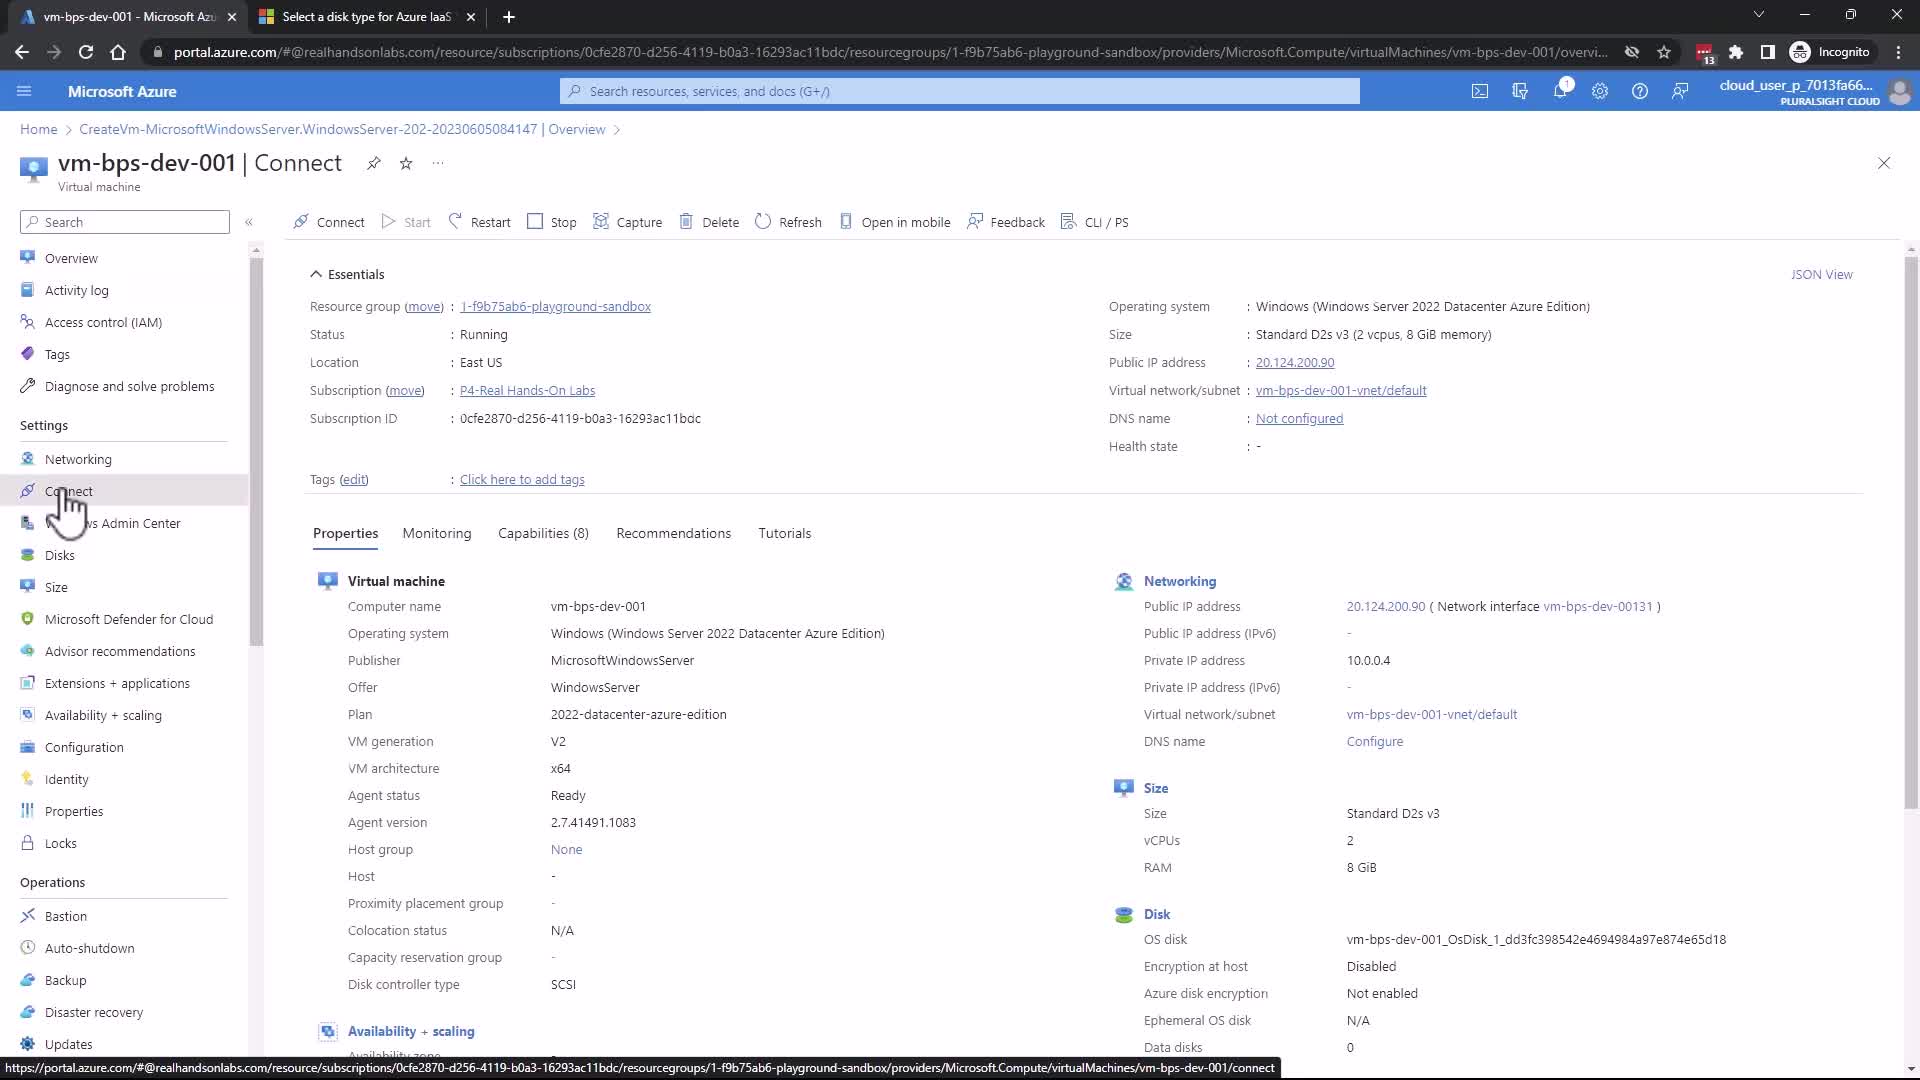 vm-bps-dev-001 - Microsoft Azu
Select a disk type for Azure IaaS
portal.azure.com/#@realhandsonlabs.com/resource/subscriptions/0cfe2870-d256-4119-b0a3-16293ac11bdc/resourcegroups/1-f9b75ab6-playground-sandbox/providers/Microsoft.Compute/virtualMachines/vm-bps-dev-001/overvi...
13
Incognito
Microsoft Azure
Search resources, services, and docs (G+/)
1
cloud_user_p_7013fa66...
PLURALSIGHT CLOUD
Home > CreateVm-MicrosoftWindowsServer.WindowsServer-202-20230605084147 | Overview >
vm-bps-dev-001 | Connect ...
Virtual machine
Search «
Connect Start Restart Stop Capture Delete Refresh Open in mobile Feedback CLI / PS
Overview
Activity log
Access control (IAM)
Tags
Diagnose and solve problems
Settings
Networking
Connect
Admin Center
Disks
Size
Microsoft Defender for Cloud
Advisor recommendations
Extensions + applications
Availability + scaling
Configuration
Identity
Properties
Locks
Operations
Bastion
Auto-shutdown
Backup
Disaster recovery
Updates
Essentials
JSON View
Resource group (move) : 1-f9b75ab6-playground-sandbox
Status : Running
Location : East US
Subscription (move) : P4-Real Hands-On Labs
Subscription ID : 0cfe2870-d256-4119-b0a3-16293ac11bdc
Operating system : Windows (Windows Server 2022 Datacenter Azure Edition)
Size : Standard D2s v3 (2 vcpus, 8 GiB memory)
Public IP address : 20.124.200.90
Virtual network/subnet : vm-bps-dev-001-vnet/default
DNS name : Not configured
Health state : -
Tags (edit) : Click here to add tags
Properties Monitoring Capabilities (8) Recommendations Tutorials
Virtual machine
Computer name vm-bps-dev-001
Operating system Windows (Windows Server 2022 Datacenter Azure Edition)
Publisher MicrosoftWindowsServer
Offer WindowsServer
Plan 2022-datacenter-azure-edition
VM generation V2
VM architecture x64
Agent status Ready
Agent version 2.7.41491.1083
Host group None
Host -
Proximity placement group -
Colocation status N/A
Capacity reservation group -
Disk controller type SCSI
Availability + scaling
Availability zone -
Networking
Public IP address 20.124.200.90 ( Network interface vm-bps-dev-00131 )
Public IP address (IPv6) -
Private IP address 10.0.0.4
Private IP address (IPv6) -
Virtual network/subnet vm-bps-dev-001-vnet/default
DNS name Configure
Size
Size Standard D2s v3
vCPUs 2
RAM 8 GiB
Disk
OS disk vm-bps-dev-001_OsDisk_1_dd3fc398542e4694984a97e874e65d18
Encryption at host Disabled
Azure disk encryption Not enabled
Ephemeral OS disk N/A
Data disks 0
https://portal.azure.com/#@realhandsonlabs.com/resource/subscriptions/0cfe2870-d256-4119-b0a3-16293ac11bdc/resourcegroups/1-f9b75ab6-playground-sandbox/providers/Microsoft.Compute/virtualMachines/vm-bps-dev-001/connect